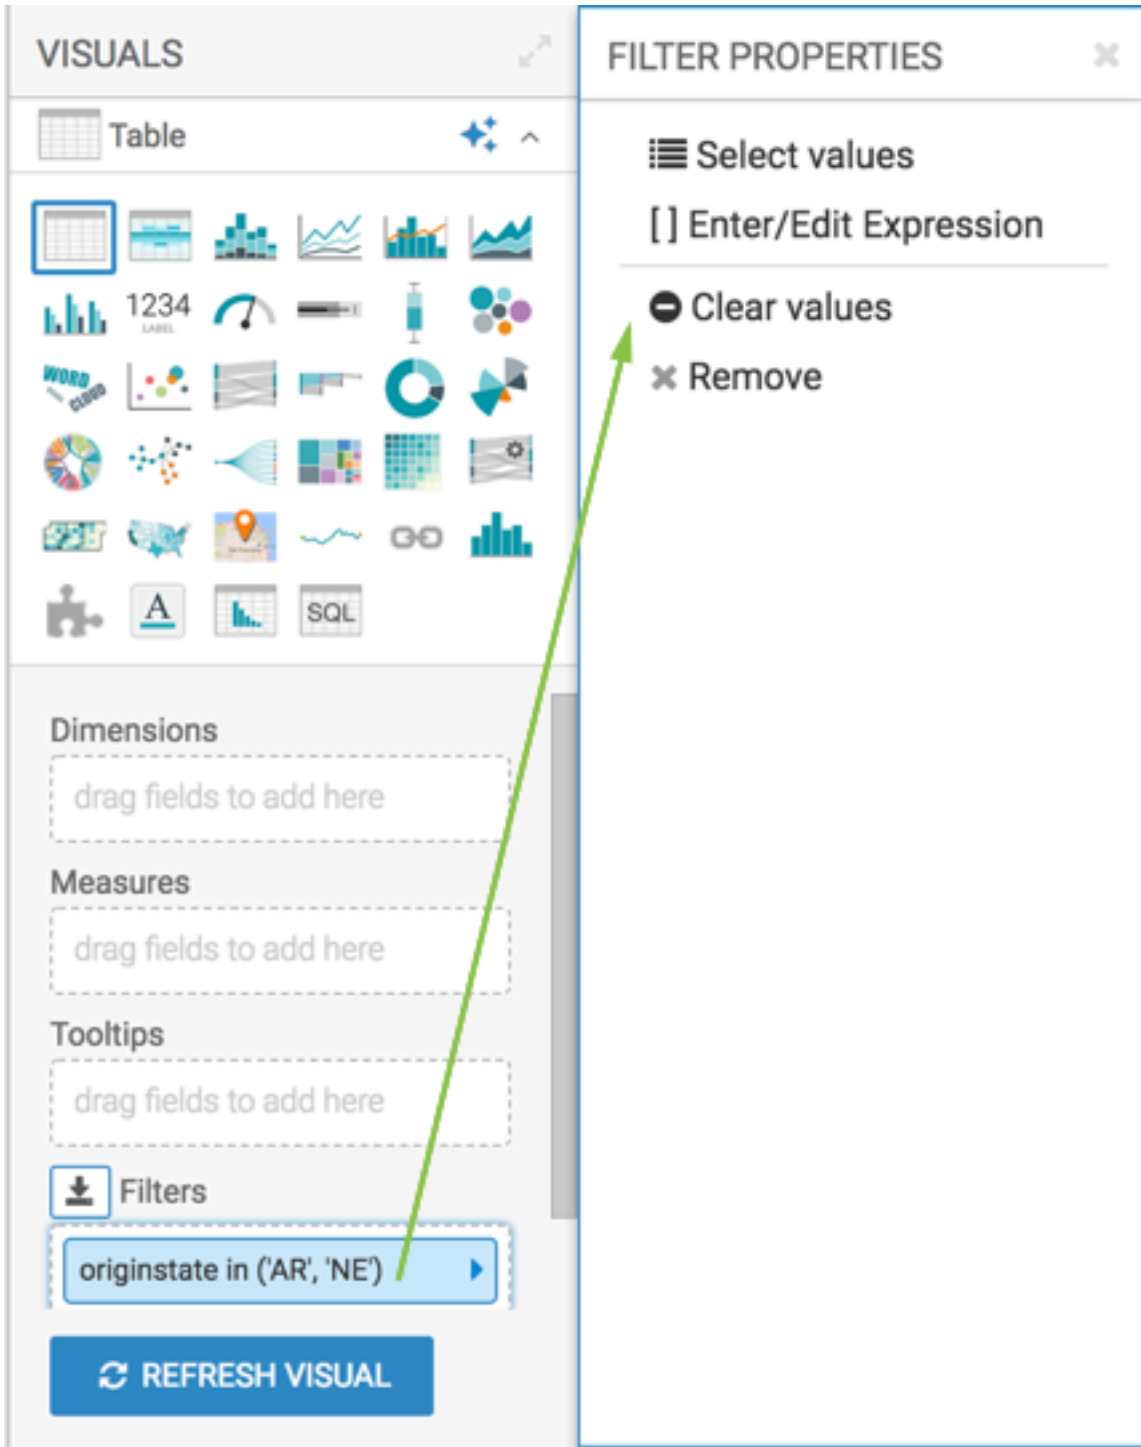 VISUALS
Table
1234
LABEL
WORD
CLOUD
A
SQL
Dimensions
drag fields to add here
Measures
drag fields to add here
Tooltips
drag fields to add here
Filters
originstate in ('AR', 'NE')
REFRESH VISUAL
FILTER PROPERTIES
Select values
[ ] Enter/Edit Expression
Clear values
Remove